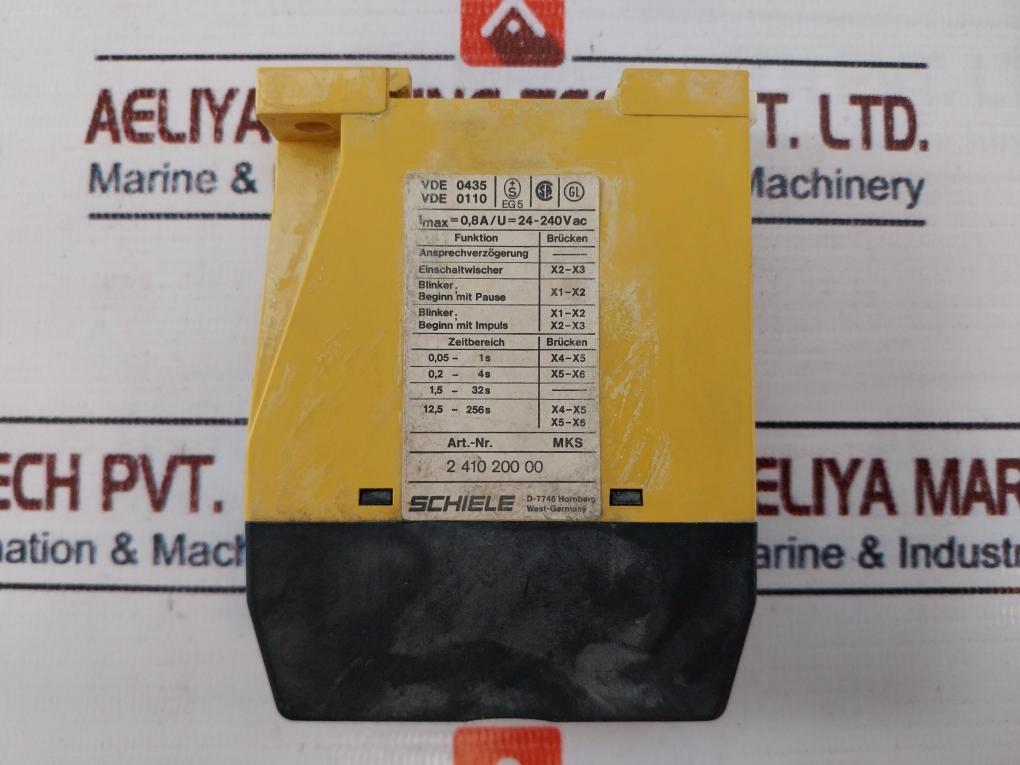 AELIYA
T. LTD.
Marine &
Machinery
VDE 0435
VDE 0110
S
EG5
GL
Imax=0,8A/U=24-240Vac
Funktion Brücken
Ansprechverzögerung ——
Einschaltwischer X2-X3
Blinker;
Beginn mit Pause X1-X2
Blinker; X1-X2
Beginn mit Impuls X2-X3
Zeitbereich Brücken
0,05 - 1s X4-X5
0,2 - 4s X5-X6
1,5 - 32s ——
12,5 - 256s X4-X5
X5-X6
Art.-Nr. MKS
2 410 200 00
SCHIELE D-7746 Hornberg
West-Germany
TECH PVT.
ELIYA MAR
nation & Mach
arine & Industr